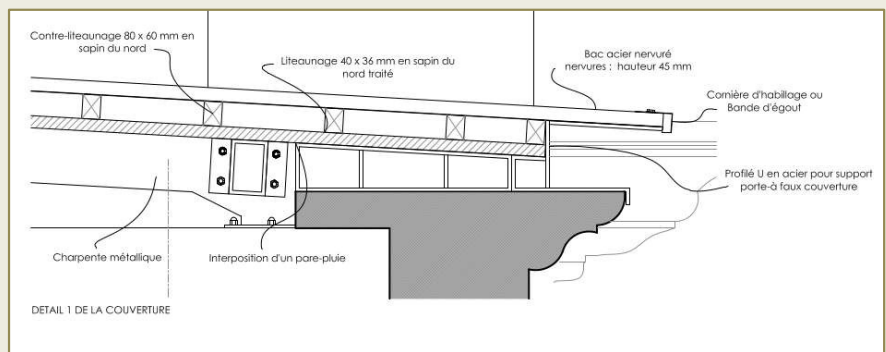 Contre-liteaunage 80 x 60 mm en
sapin du nord
Liteaunage 40 x 36 mm en sapin du
nord traité
Bac acier nervuré
nervures : hauteur 45 mm
Cornière d'habillage ou
Bande d'égout
Profilé U en acier pour support
porte-à faux couverture
Charpente métallique
Interposition d'un pare-pluie
DETAIL 1 DE LA COUVERTURE